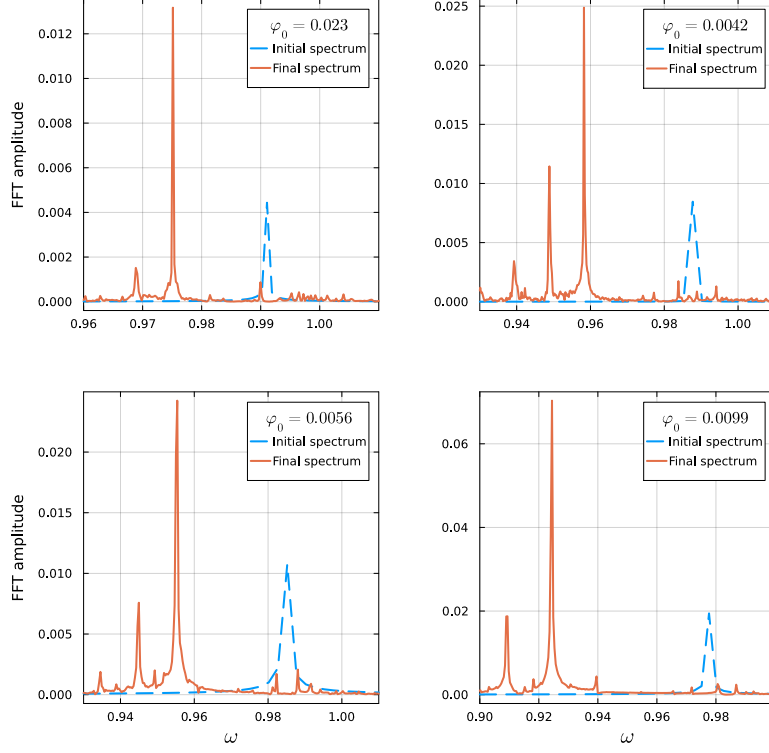 0.012
0.010
0.008
0.006
0.004
0.002
0.000
0.96
0.97
0.98
0.99
1.00
FFT amplitude
φ₀ = 0.023
Initial spectrum
Final spectrum
0.025
0.020
0.015
0.010
0.005
0.000
0.94
0.96
0.98
1.00
φ₀ = 0.0042
Initial spectrum
Final spectrum
0.020
0.015
0.010
0.005
0.000
0.94
0.96
0.98
1.00
FFT amplitude
ω
φ₀ = 0.0056
Initial spectrum
Final spectrum
0.06
0.04
0.02
0.00
0.90
0.92
0.94
0.96
0.98
ω
φ₀ = 0.0099
Initial spectrum
Final spectrum